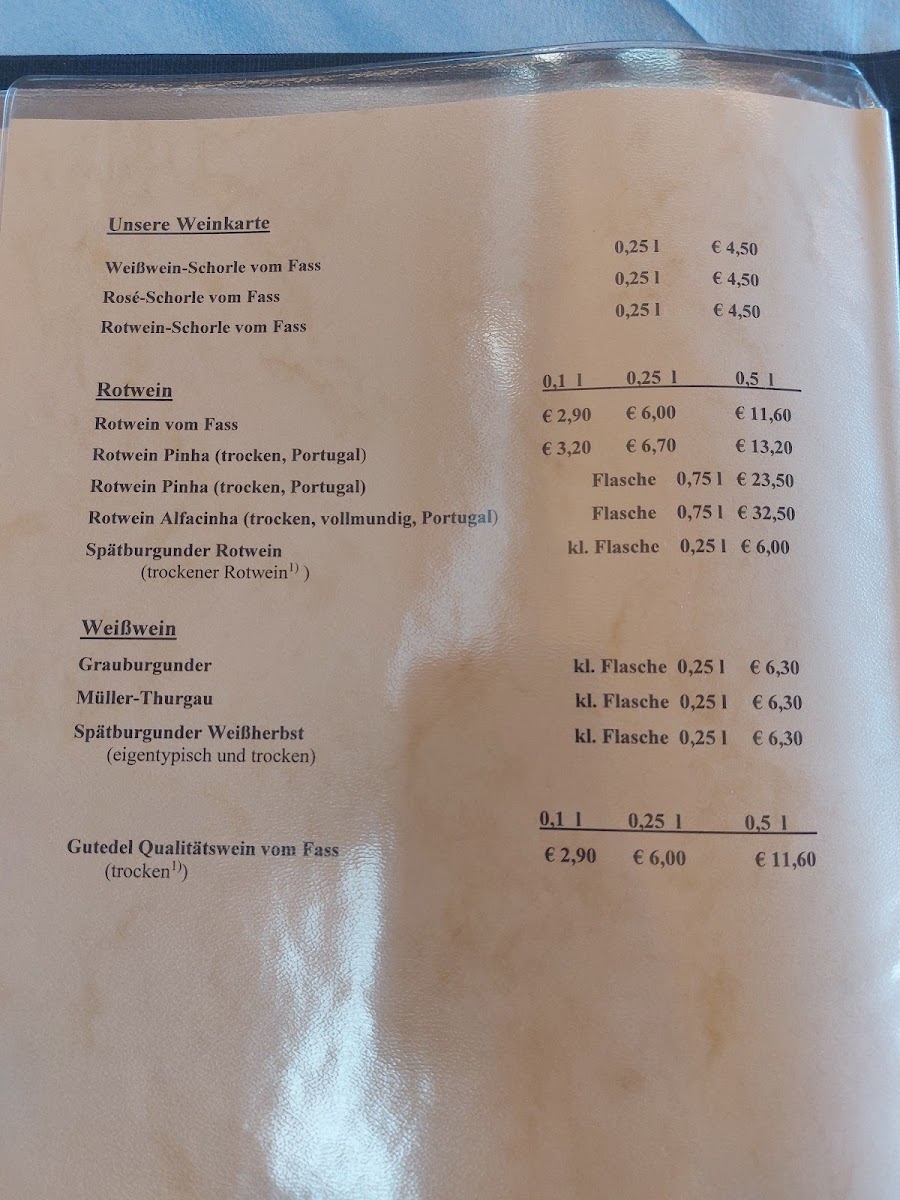 Unsere Weinkarte
Weißwein-Schorle vom Fass 0,25 l € 4,50
Rosé-Schorle vom Fass 0,25 l € 4,50
Rotwein-Schorle vom Fass 0,25 l € 4,50
Rotwein 0,1 l 0,25 l 0,5 l
Rotwein vom Fass € 2,90 € 6,00 € 11,60
Rotwein Pinha (trocken, Portugal) € 3,20 € 6,70 € 13,20
Rotwein Pinha (trocken, Portugal) Flasche 0,75 l € 23,50
Rotwein Alfacinha (trocken, vollmundig, Portugal) Flasche 0,75 l € 32,50
Spätburgunder Rotwein kl. Flasche 0,25 l € 6,00
(trockener Rotwein1) )
Weißwein
Grauburgunder kl. Flasche 0,25 l € 6,30
Müller-Thurgau kl. Flasche 0,25 l € 6,30
Spätburgunder Weißherbst kl. Flasche 0,25 l € 6,30
(eigentypisch und trocken)
0,1 l 0,25 l 0,5 l
Gutedel Qualitätswein vom Fass € 2,90 € 6,00 € 11,60
(trocken1))